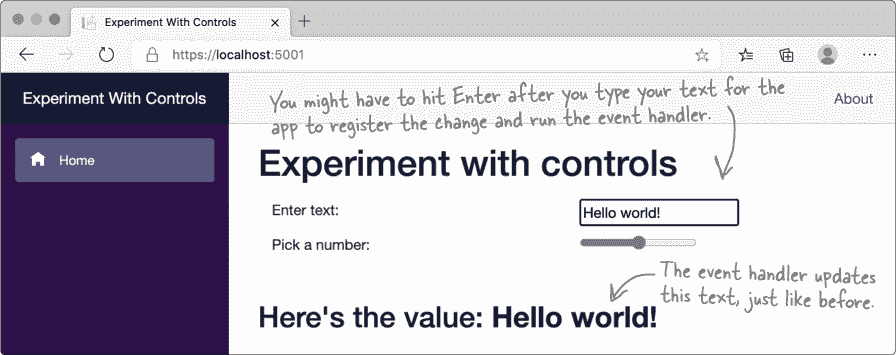 Experiment With Controls
https://localhost:5001
Experiment With Controls
You might have to hit Enter after you type your text for the
app to register the change and run the event handler.
About
Home
Experiment with controls
Enter text:
Hello world!
Pick a number:
The event handler updates
this text, just like before.
Here's the value: Hello world!